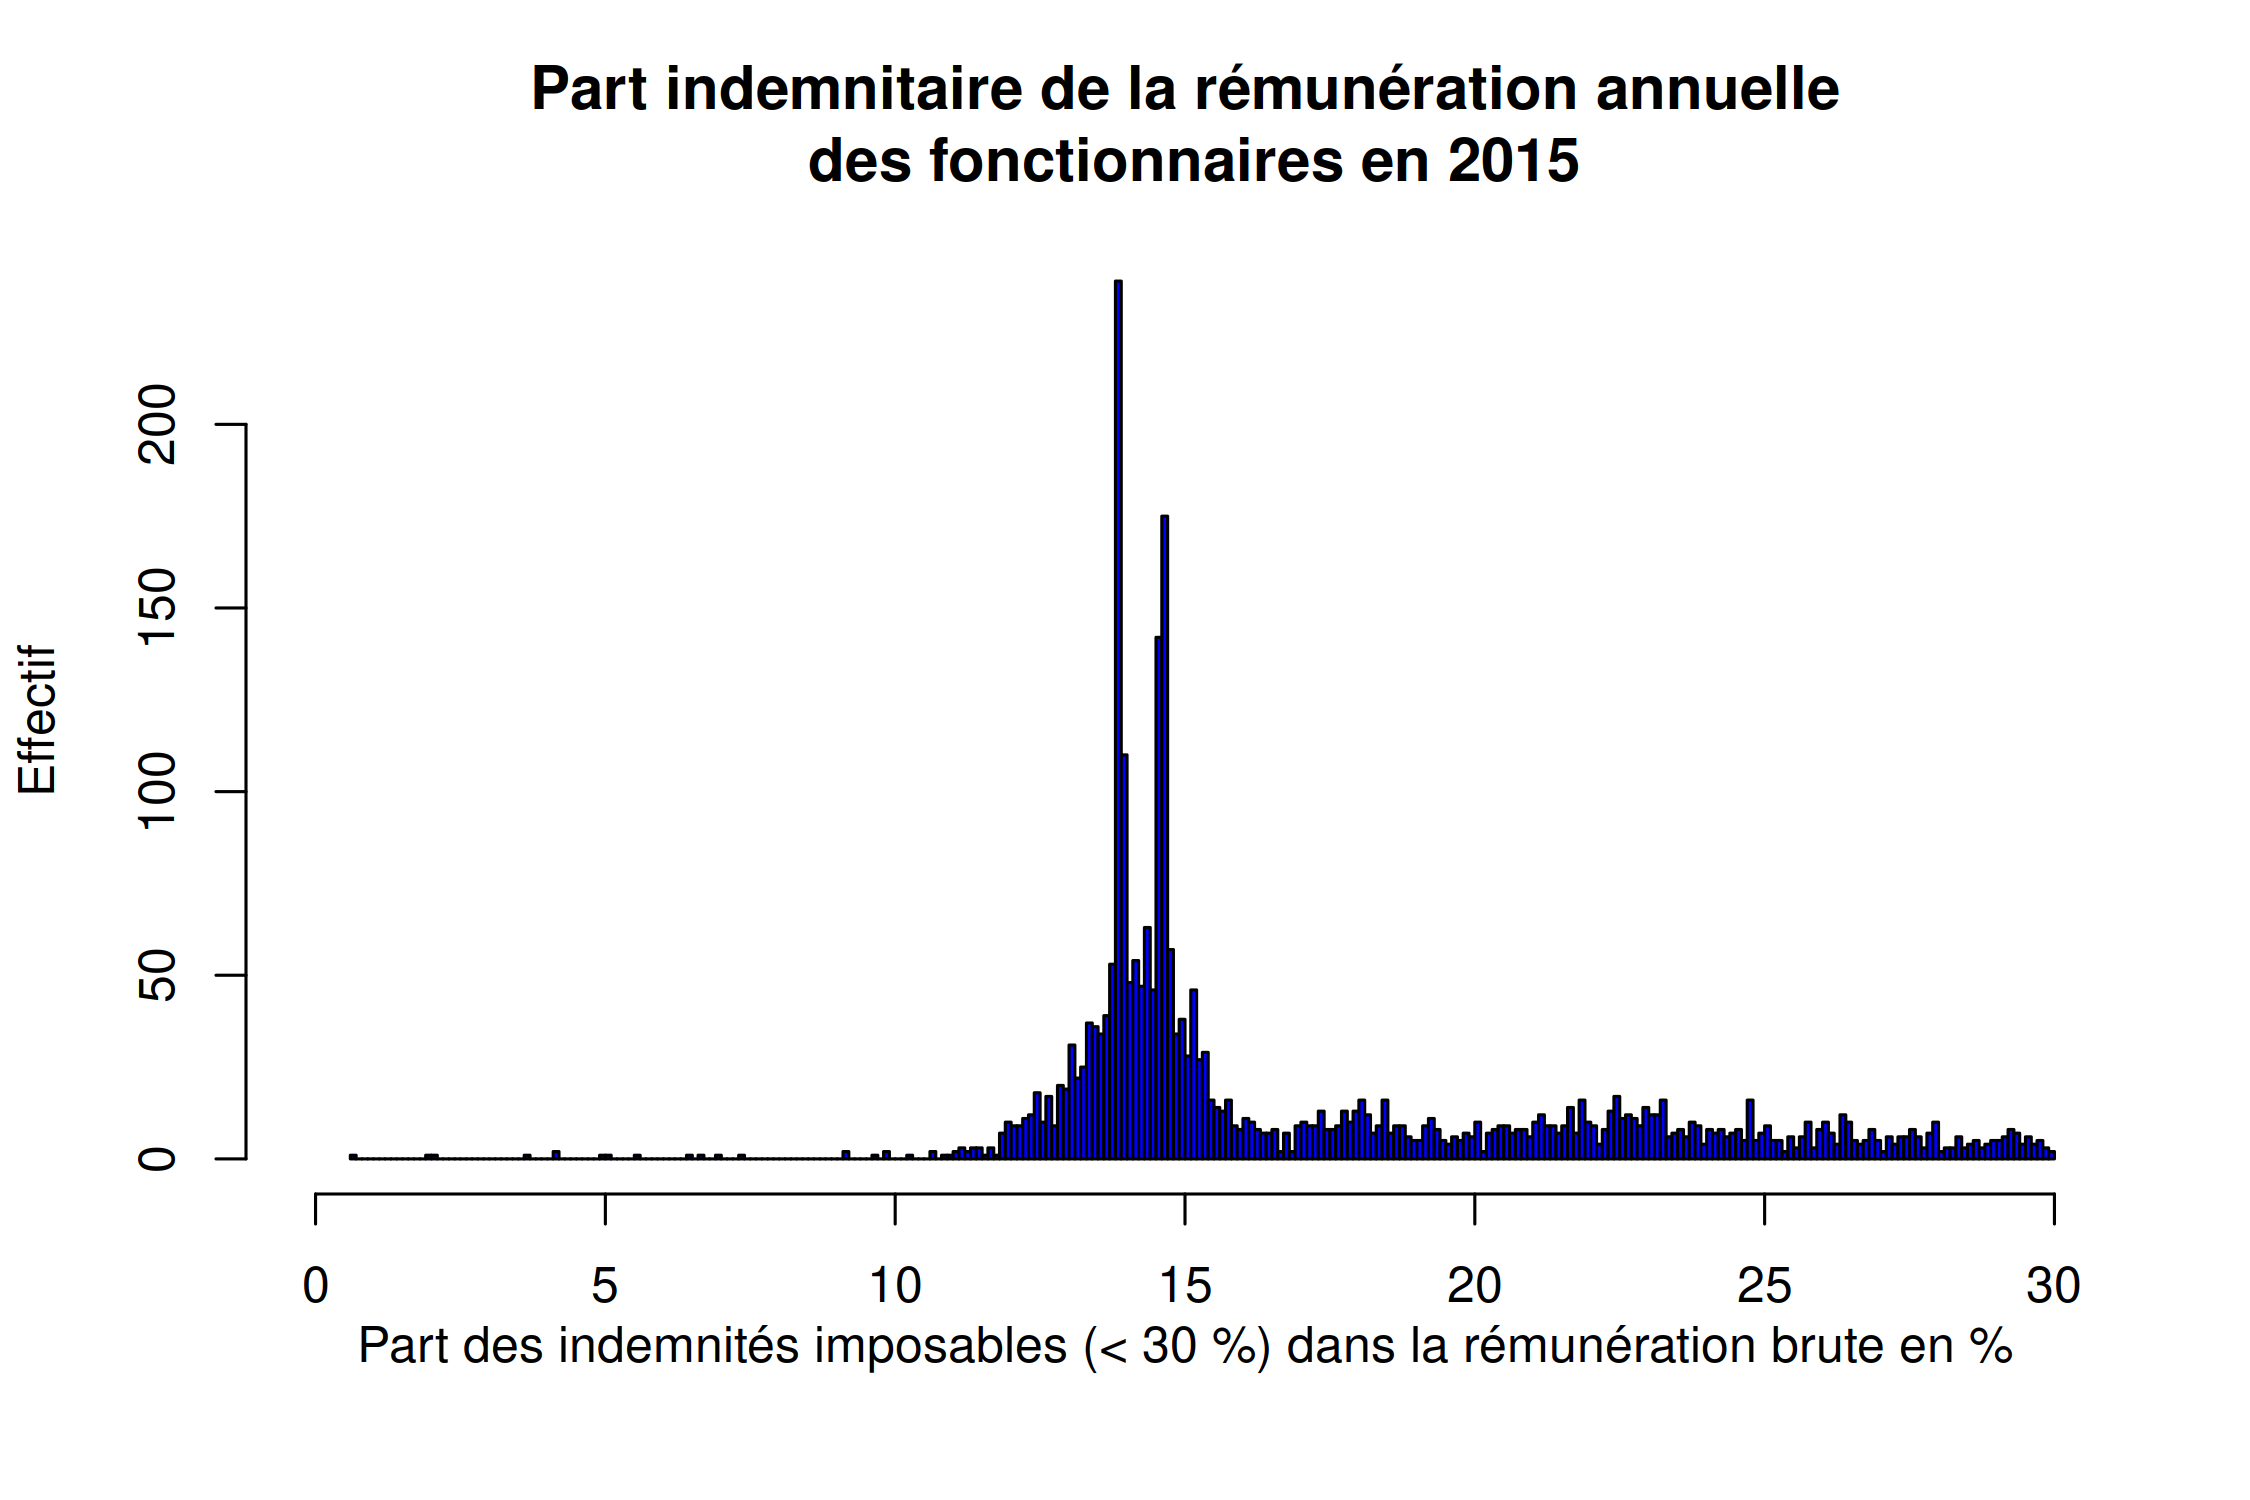 Part indemnitaire de la rémunération annuelle
des fonctionnaires en 2015
Effectif
200
150
100
50
0
0 5 10 15 20 25 30
Part des indemnités imposables (< 30 %) dans la rémunération brute en %